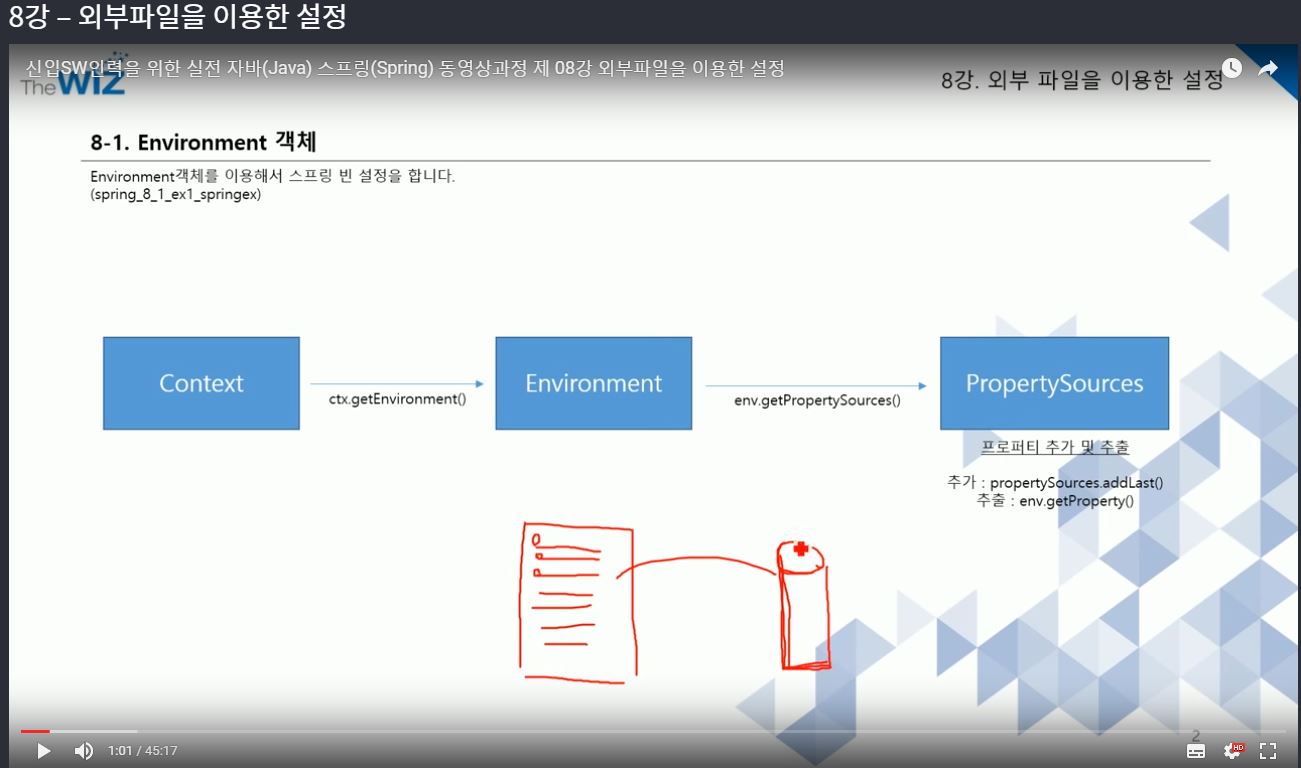 8강 – 외부파일을 이용한 설정
신입SW인력을 위한 실전 자바(Java) 스프링(Spring) 동영상과정 제 08강 외부파일을 이용한 설정
TheWIZ
8강. 외부 파일을 이용한 설정
8-1. Environment 객체
Environment객체를 이용해서 스프링 빈 설정을 합니다.
(spring_8_1_ex1_springex)
Context
ctx.getEnvironment()
Environment
env.getPropertySources()
PropertySources
프로퍼티 추가 및 추출
추가 : propertySources.addLast()
추출 : env.getProperty()
2
1:01 / 45:17
HD